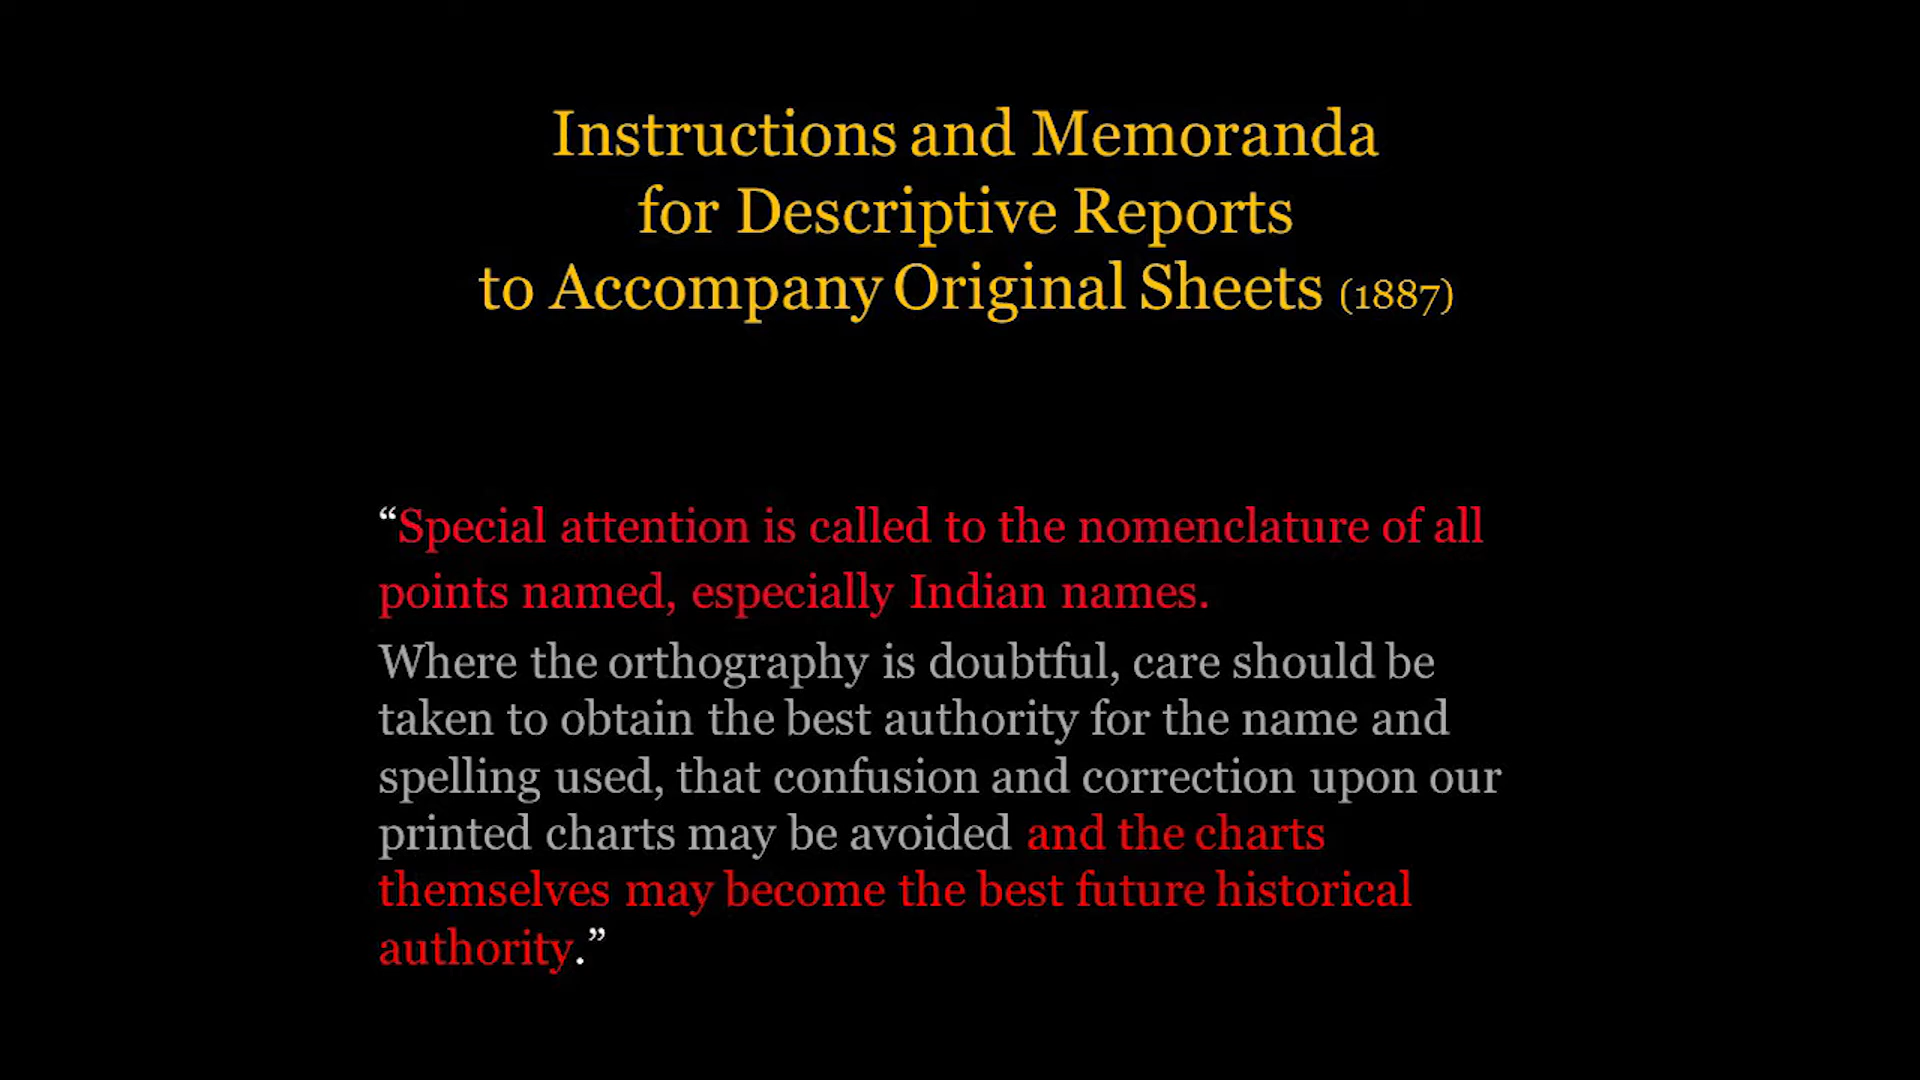 Instructions and Memoranda
for Descriptive Reports
to Accompany Original Sheets (1887)
“Special attention is called to the nomenclature of all
points named, especially Indian names.
Where the orthography is doubtful, care should be
taken to obtain the best authority for the name and
spelling used, that confusion and correction upon our
printed charts may be avoided and the charts
themselves may become the best future historical
authority.”